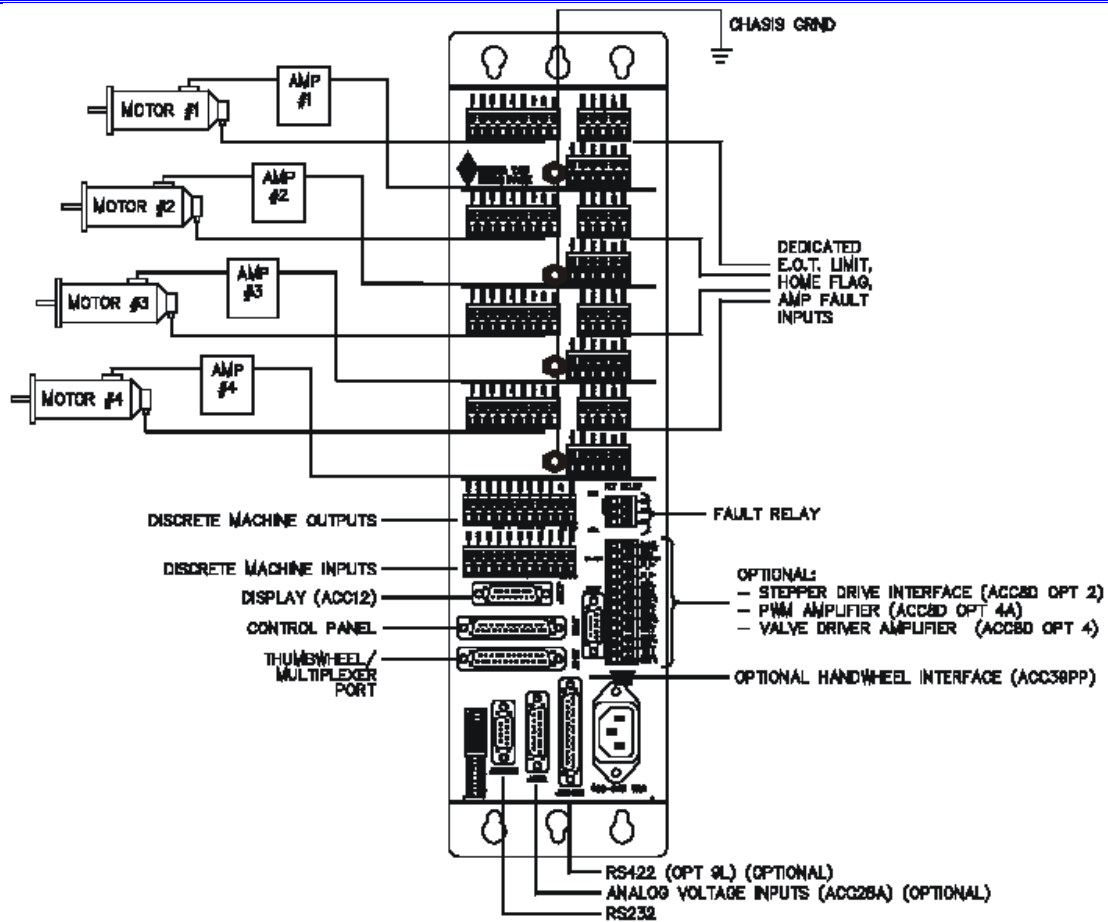 CHASIS GRND
AMP
#1
MOTOR #1
AMP
#2
MOTOR #2
AMP
#3
MOTOR #3
AMP
#4
MOTOR #4
DEDICATED
E.O.T. LIMIT,
HOME FLAG,
AMP FAULT
INPUTS
DISCRETE MACHINE OUTPUTS
FAULT RELAY
DISCRETE MACHINE INPUTS
DISPLAY (ACC12)
CONTROL PANEL
THUMBWHEEL/
MULTIPLEXER
PORT
OPTIONAL:
– STEPPER DRIVE INTERFACE (ACC8D OPT 2)
– PWM AMPLIFIER (ACC8D OPT 4A)
– VALVE DRIVER AMPLIFIER (ACC8D OPT 4)
OPTIONAL HANDWHEEL INTERFACE (ACC39PP)
RS422 (OPT 9L) (OPTIONAL)
ANALOG VOLTAGE INPUTS (ACC28A) (OPTIONAL)
RS232